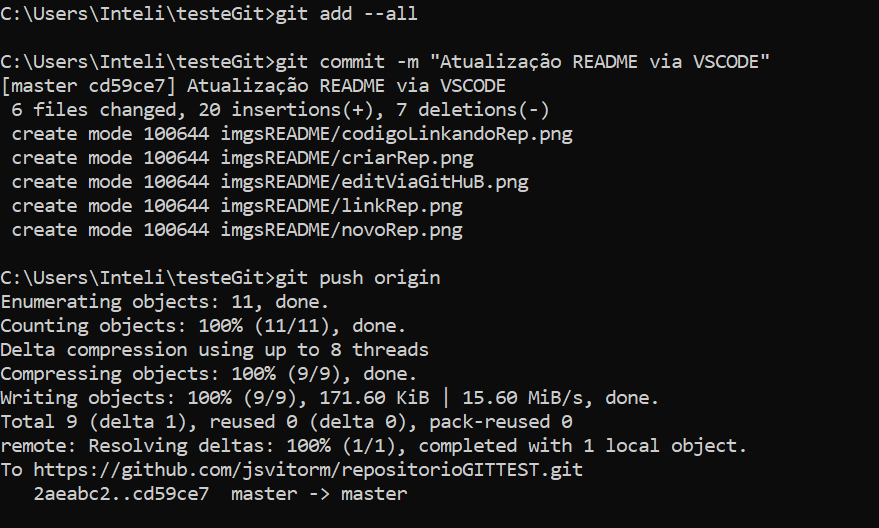 C:\Users\Inteli\testeGit>git add --all
C:\Users\Inteli\testeGit>git commit -m "Atualização README via VSCODE"
[master cd59ce7] Atualização README via VSCODE
 6 files changed, 20 insertions(+), 7 deletions(-)
 create mode 100644 imgsREADME/codigoLinkandoRep.png
 create mode 100644 imgsREADME/criarRep.png
 create mode 100644 imgsREADME/editViaGitHuB.png
 create mode 100644 imgsREADME/linkRep.png
 create mode 100644 imgsREADME/novoRep.png
C:\Users\Inteli\testeGit>git push origin
Enumerating objects: 11, done.
Counting objects: 100% (11/11), done.
Delta compression using up to 8 threads
Compressing objects: 100% (9/9), done.
Writing objects: 100% (9/9), 171.60 KiB | 15.60 MiB/s, done.
Total 9 (delta 1), reused 0 (delta 0), pack-reused 0
remote: Resolving deltas: 100% (1/1), completed with 1 local object.
To https://github.com/jsvitorm/repositorioGITTEST.git
   2aeabc2..cd59ce7  master -> master